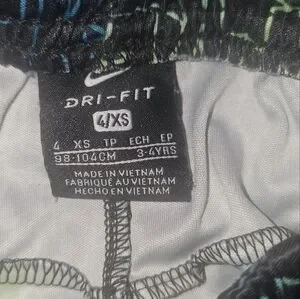 DRI-FIT
4/XS
4 XS TP ECH EP
98-104CM 3-4YRS
MADE IN VIETNAM
FABRIQUÉ AU VIETNAM
HECHO EN VIETNAM